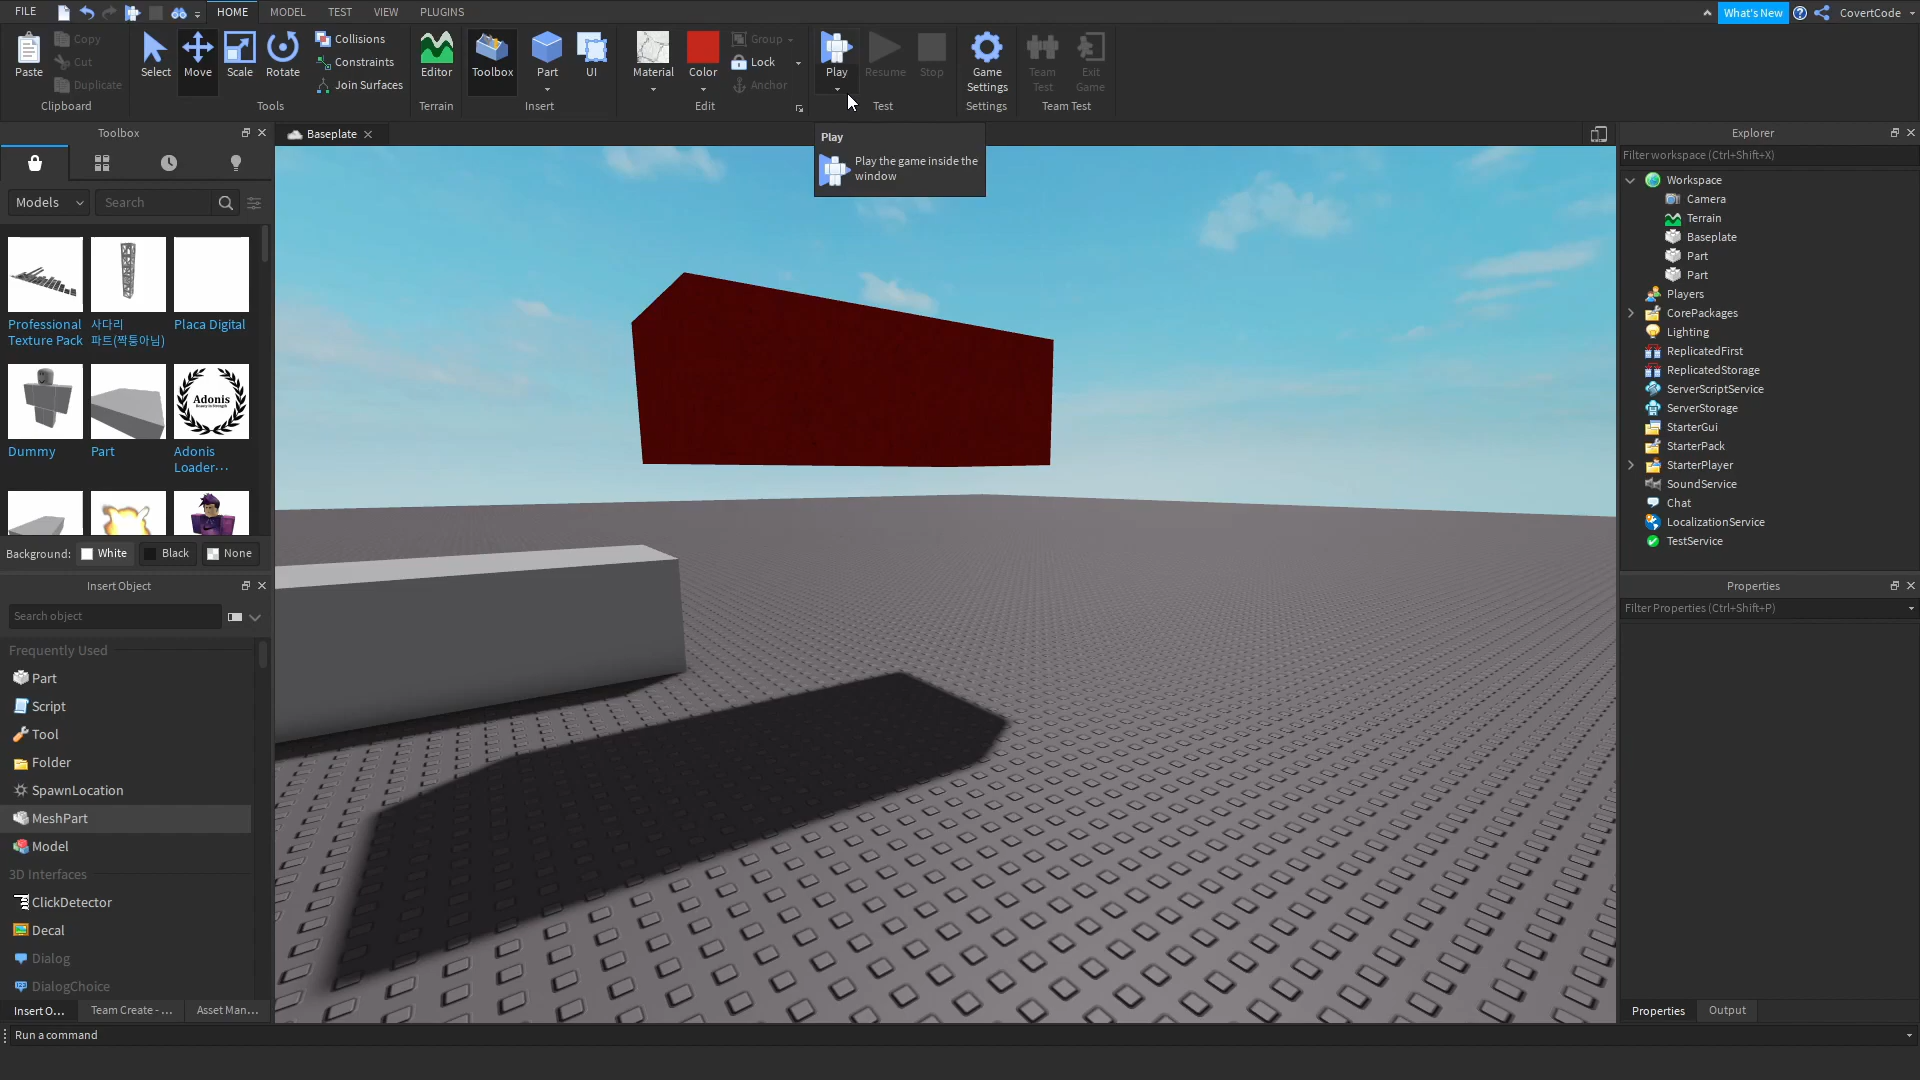 FILE
HOME
MODEL
TEST
VIEW
PLUGINS
What's New
CovertCode
Paste
Copy
Cut
Duplicate
Clipboard
Select
Move
Scale
Rotate
Collisions
Constraints
Join Surfaces
Tools
Editor
Terrain
Toolbox
Part
UI
Insert
Material
Color
Group
Lock
Anchor
Edit
Play
Resume
Stop
Test
Game
Settings
Settings
Team
Test
Exit
Game
Team Test
Toolbox
Models
Search
Professional
Texture Pack
사다리
파트(짝퉁아님)
Placa Digital
Dummy
Part
Adonis
Adonis
Loader...
Background:
White
Black
None
Insert Object
Search object
Frequently Used
Part
Script
Tool
Folder
SpawnLocation
MeshPart
Model
3D Interfaces
ClickDetector
Decal
Dialog
DialogChoice
Insert O...
Team Create - ...
Asset Man...
Run a command
Baseplate
Play
Play the game inside the
window
Explorer
Filter workspace (Ctrl+Shift+X)
Workspace
Camera
Terrain
Baseplate
Part
Part
Players
CorePackages
Lighting
ReplicatedFirst
ReplicatedStorage
ServerScriptService
ServerStorage
StarterGui
StarterPack
StarterPlayer
SoundService
Chat
LocalizationService
TestService
Properties
Filter Properties (Ctrl+Shift+P)
Properties
Output